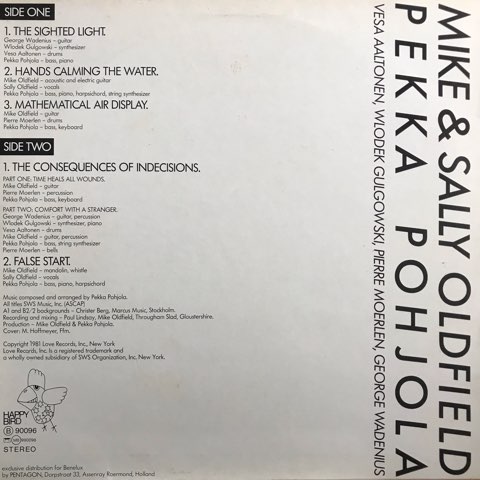 SIDE ONE
1. THE SIGHTED LIGHT.
George Wadenius – guitar
Wlodek Gulgowski – synthesizer
Vesa Aaltonen – drums
Pekka Pohjola – bass, piano
2. HANDS CALMING THE WATER.
Mike Oldfield – acoustic and electric guitar
Sally Oldfield – vocals
Pekka Pohjola – bass, piano, harpsichord, string synthesizer
3. MATHEMATICAL AIR DISPLAY.
Mike Oldfield – guitar
Pierre Moerlen – drums
Pekka Pohjola – bass, keyboard
SIDE TWO
1. THE CONSEQUENCES OF INDECISIONS.
PART ONE: TIME HEALS ALL WOUNDS.
Mike Oldfield – guitar
Pierre Moerlen – percussion
Pekka Pohjola – bass, keyboard
PART TWO: COMFORT WITH A STRANGER.
George Wadenius – guitar, percussion
Wlodek Gulgowski – synthesizer, piano
Vesa Aaltonen – drums
Mike Oldfield – guitar, percussion
Pekka Pohjola – bass, string synthesizer
Pierre Moerlen – bells
2. FALSE START.
Mike Oldfield – mandolin, whistle
Sally Oldfield – vocals
Pekka Pohjola – bass, piano, harpsichord
Music composed and arranged by Pekka Pohjola.
All titles SWS Music, Inc. (ASCAP)
A1 and B2/2 backgrounds – Christer Berg, Marcus Music, Stockholm.
Recording and mixing – Paul Lindsay, Mike Oldfield, Througham Slad, Gloustershire.
Production – Mike Oldfield & Pekka Pohjola.
Cover: M. Hoffmeyer, Ffm.
Copyright 1981 Love Records, Inc., New York
Love Records, Inc. Is a registered trademark and
a wholly owned subsidiary of SWS Organization, Inc. New York.
HAPPY
BIRD
B 90096
990096
STEREO
exclusive distribution for Benelux
by PENTAGON, Dorpstraat 33, Assenray Roermond, Holland
MIKE & SALLY OLDFIELD
PEKKA POHJOLA
VESA AALTONEN, WLODEK GULGOWSKI, PIERRE MOERLEN, GEORGE WADENIUS